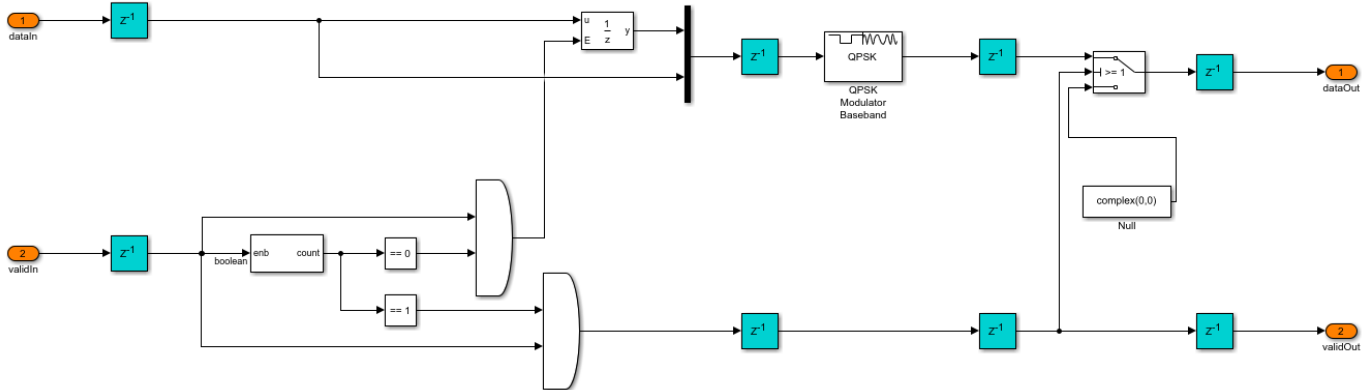 1
dataIn
Z-1
u
E
1
z
y
Z-1
QPSK
QPSK
Modulator
Baseband
Z-1
>= 1
Z-1
1
dataOut
complex(0,0)
Null
2
validIn
Z-1
boolean
enb
count
== 0
== 1
Z-1
Z-1
Z-1
2
validOut